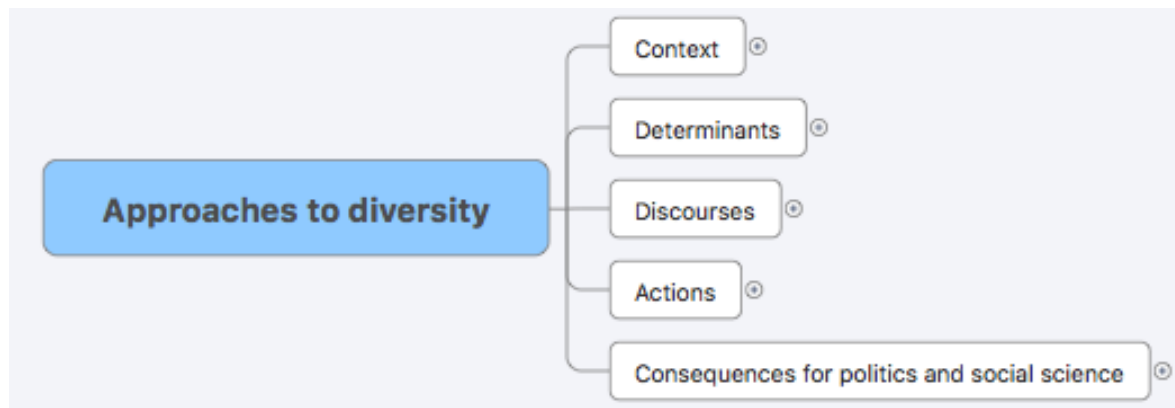 Context
Determinants
Approaches to diversity
Discourses
Actions
Consequences for politics and social science